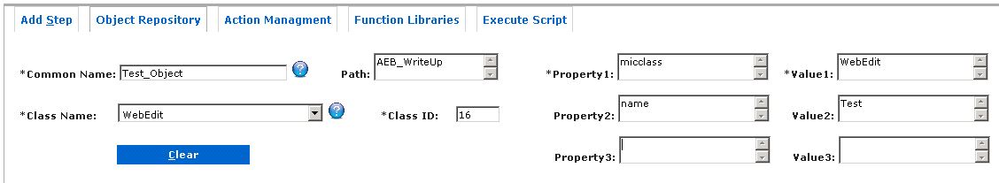 Add Step Object Repository Action Managment Function Libraries Execute Script
*Common Name: Test_Object ? Path: AEB_WriteUp *Property1: micclass *Value1: WebEdit
*Class Name: WebEdit ? *Class ID: 16 Property2: name Value2: Test
Clear Property3: Value3: